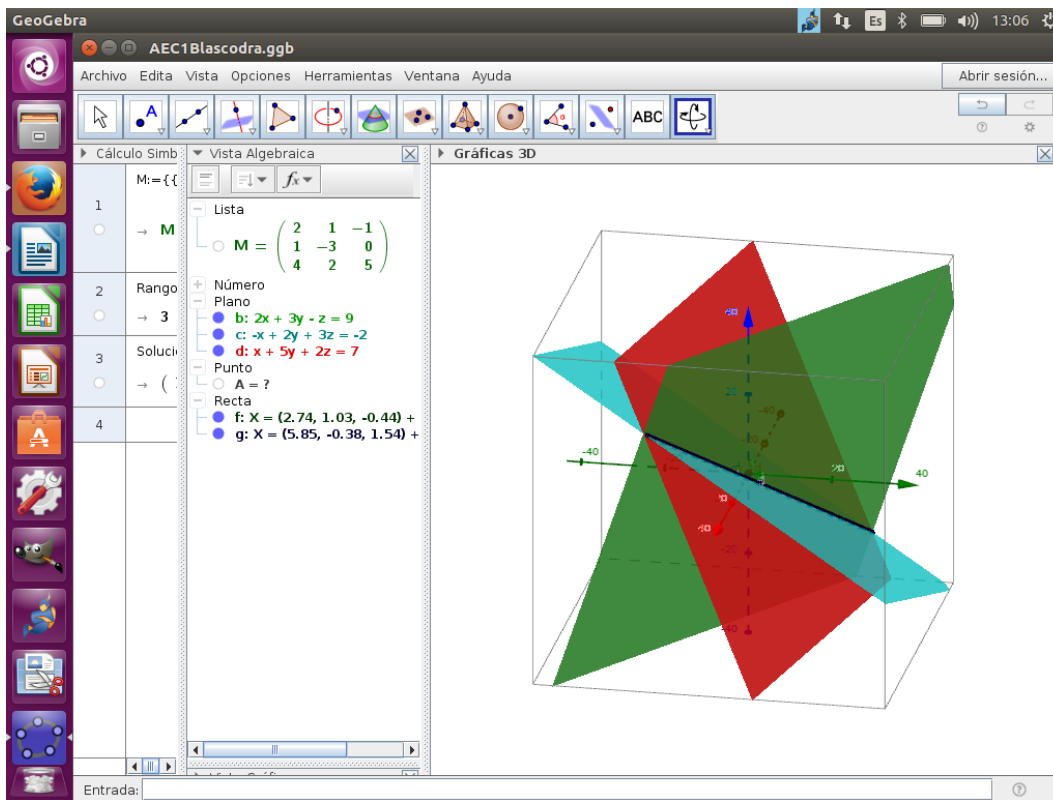 GeoGebra
Es
13:06
AEC1Blascodra.ggb
Archivo Edita Vista Opciones Herramientas Ventana Ayuda
Abrir sesión...
A
ABC
Cálculo Simb
Vista Algebraica
Gráficas 3D
M:={{
1
→ M
2
Rango
→ 3
3
Soluci
→ (
4
Lista
M = ( 2 1 −1
1 −3 0
4 2 5 )
Número
Plano
b: 2x + 3y - z = 9
c: -x + 2y + 3z = -2
d: x + 5y + 2z = 7
Punto
A = ?
Recta
f: X = (2.74, 1.03, -0.44) +
g: X = (5.85, -0.38, 1.54) +
20
-40
-40
20
40
-20
Entrada: